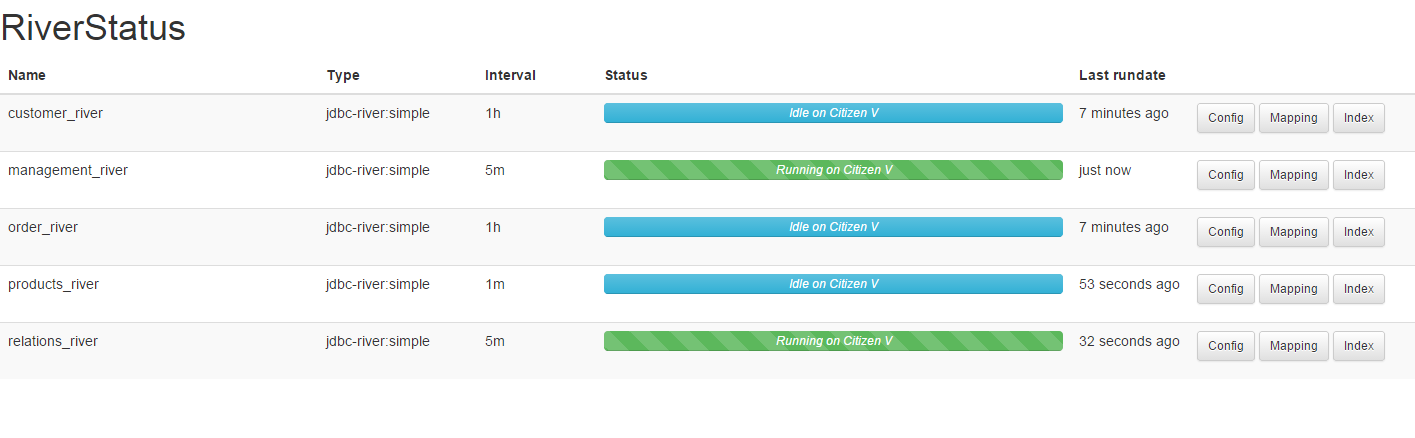 RiverStatus
Name Type Interval Status Last rundate
customer_river jdbc-river:simple 1h Idle on Citizen V 7 minutes ago Config Mapping Index
management_river jdbc-river:simple 5m Running on Citizen V just now Config Mapping Index
order_river jdbc-river:simple 1h Idle on Citizen V 7 minutes ago Config Mapping Index
products_river jdbc-river:simple 1m Idle on Citizen V 53 seconds ago Config Mapping Index
relations_river jdbc-river:simple 5m Running on Citizen V 32 seconds ago Config Mapping Index